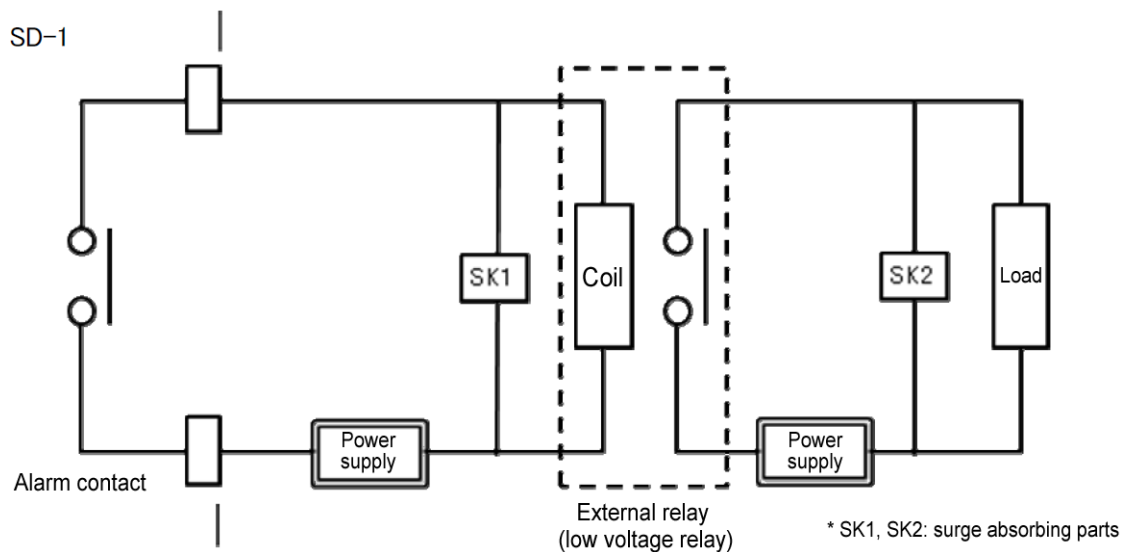 SD-1
SK1
Coil
SK2
Load
Power
supply
Power
supply
Alarm contact
External relay
(low voltage relay)
* SK1, SK2: surge absorbing parts